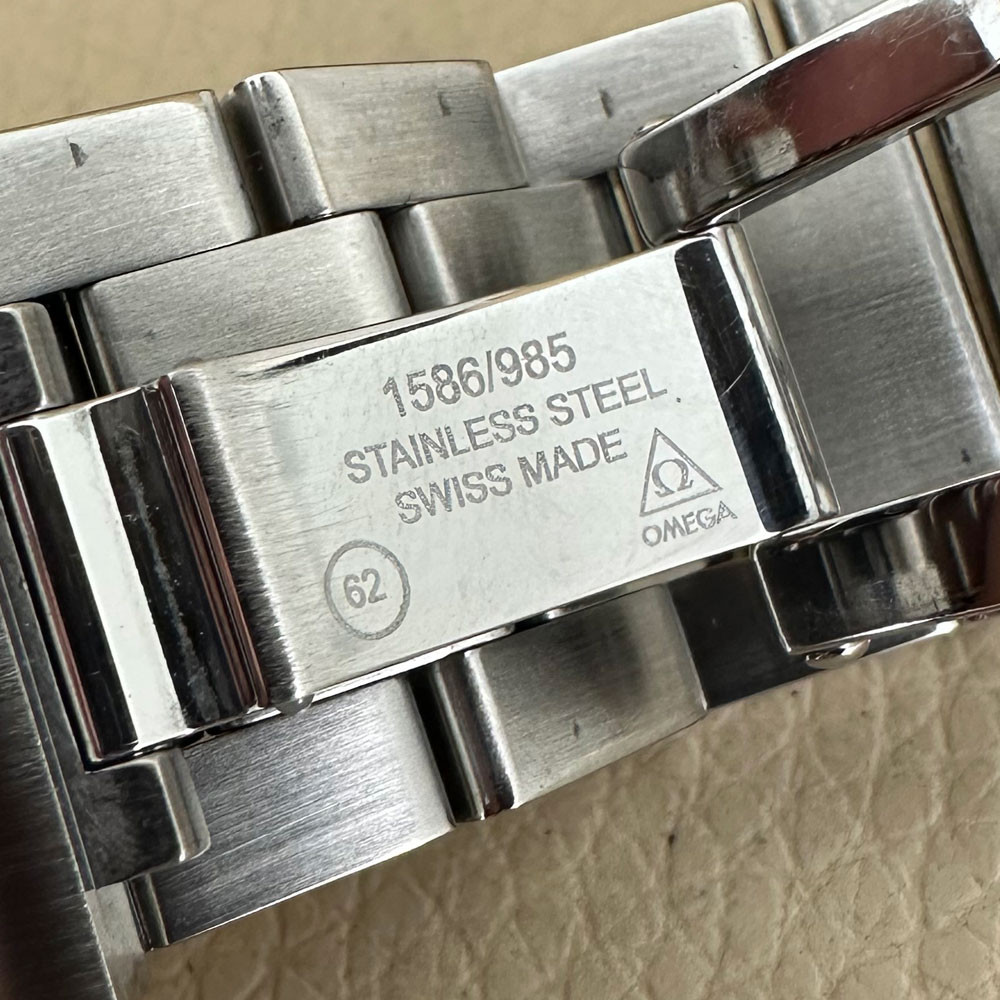 1586/985
STAINLESS STEEL
SWISS MADE
Ω
OMEGA
62